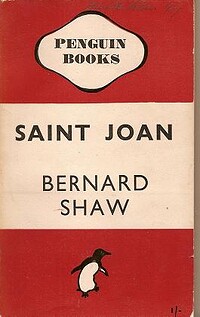 PENGUIN
BOOKS
SAINT JOAN
BERNARD
SHAW
1/-